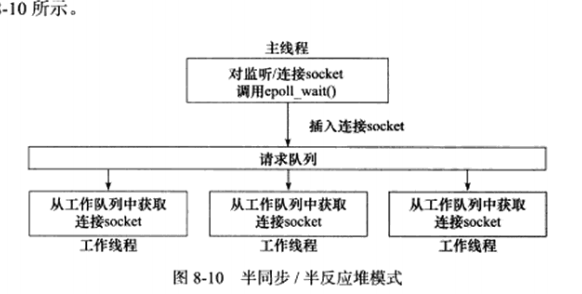 8-10 所示。
主线程
对监听/连接socket
调用epoll_wait()
插入连接socket
请求队列
从工作队列中获取
连接socket
从工作队列中获取
连接socket
从工作队列中获取
连接socket
工作线程
工作线程
工作线程
图 8-10 半同步 / 半反应堆模式